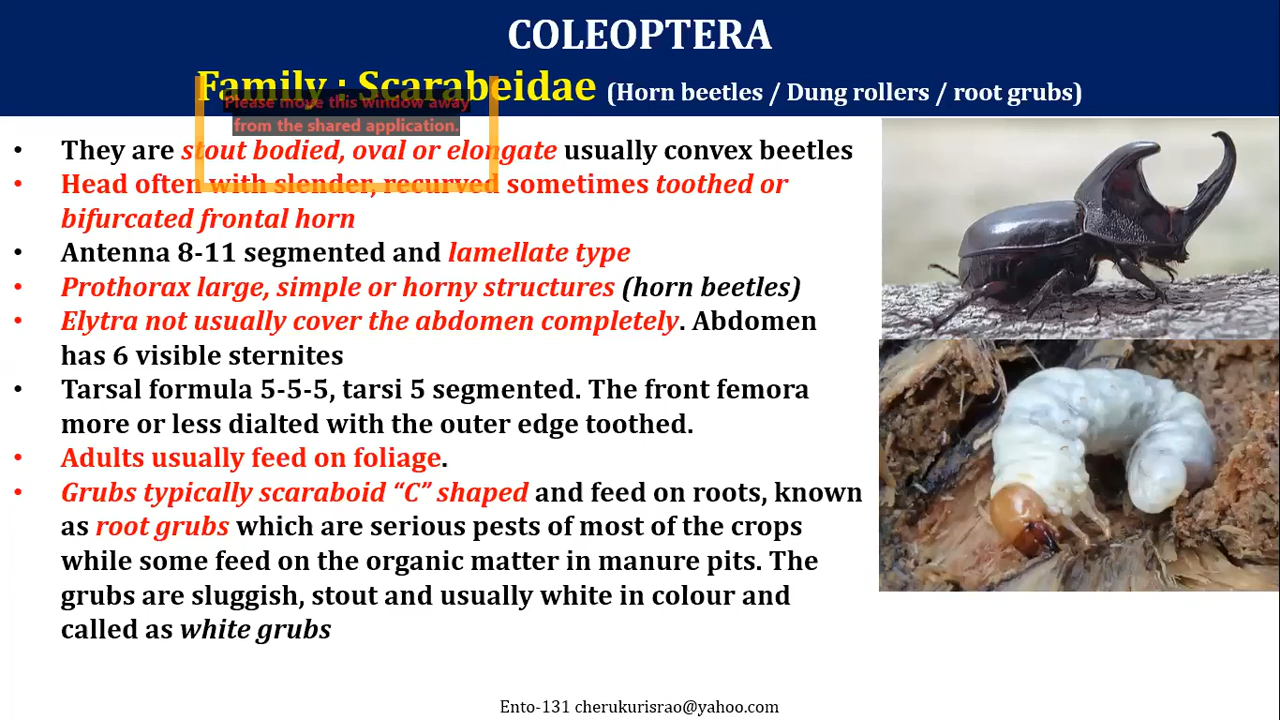 COLEOPTERA
Family : Scarabeidae (Horn beetles / Dung rollers / root grubs)
Please move this window away
from the shared application.
• They are stout bodied, oval or elongate usually convex beetles
• Head often with slender, recurved sometimes toothed or
bifurcated frontal horn
• Antenna 8-11 segmented and lamellate type
• Prothorax large, simple or horny structures (horn beetles)
• Elytra not usually cover the abdomen completely. Abdomen
has 6 visible sternites
• Tarsal formula 5-5-5, tarsi 5 segmented. The front femora
more or less dialted with the outer edge toothed.
• Adults usually feed on foliage.
• Grubs typically scaraboid “C” shaped and feed on roots, known
as root grubs which are serious pests of most of the crops
while some feed on the organic matter in manure pits. The
grubs are sluggish, stout and usually white in colour and
called as white grubs
Ento-131 cherukurisrao@yahoo.com